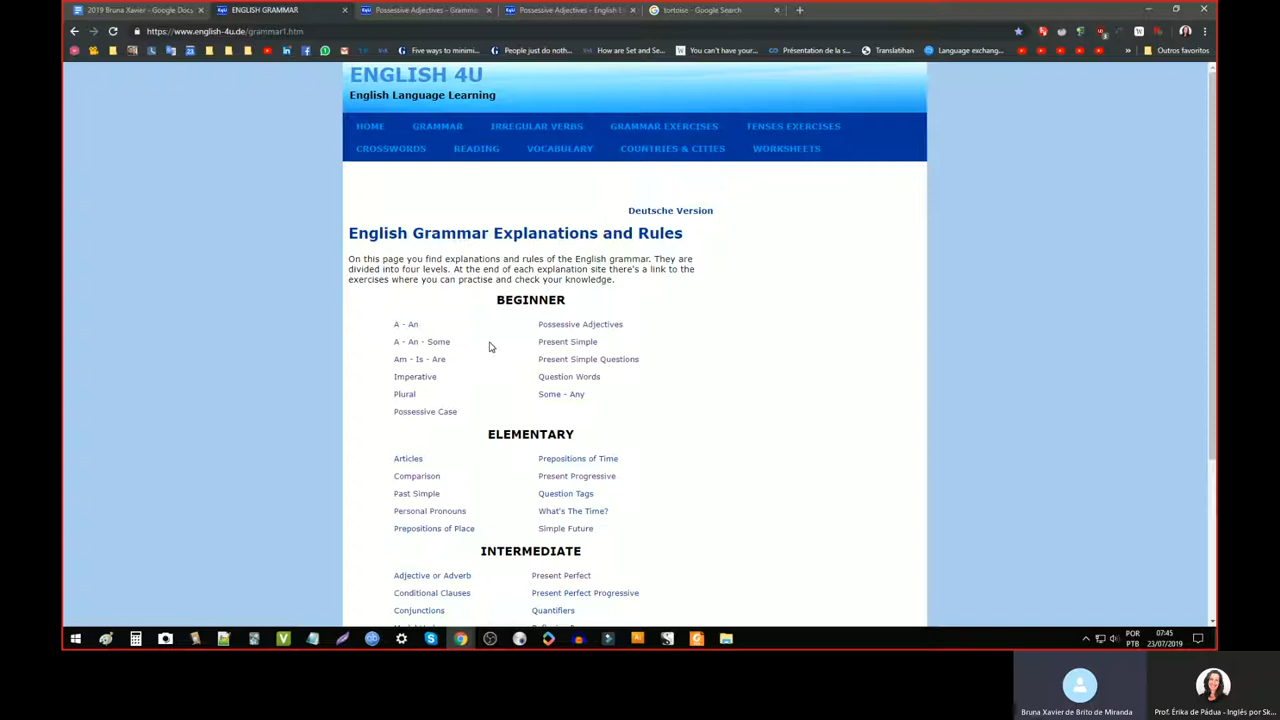 2019 Bruna Xavier - Google Docs
ENGLISH GRAMMAR
Possessive Adjectives - Gramma
Possessive Adjectives - English E
tortoise - Google Search
https://www.english-4u.de/grammar1.htm
Five ways to minimi...
People just do noth...
How are Set and Se...
You can't have your...
Présentation de la s...
Translatihan
Language exchang...
Outros favoritos
ENGLISH 4U
English Language Learning
HOME GRAMMAR IRREGULAR VERBS GRAMMAR EXERCISES TENSES EXERCISES
CROSSWORDS READING VOCABULARY COUNTRIES & CITIES WORKSHEETS
Deutsche Version
English Grammar Explanations and Rules
On this page you find explanations and rules of the English grammar. They are
divided into four levels. At the end of each explanation site there's a link to the
exercises where you can practise and check your knowledge.
BEGINNER
A - An
A - An - Some
Am - Is - Are
Imperative
Plural
Possessive Case
Possessive Adjectives
Present Simple
Present Simple Questions
Question Words
Some - Any
ELEMENTARY
Articles
Comparison
Past Simple
Personal Pronouns
Prepositions of Place
Prepositions of Time
Present Progressive
Question Tags
What's The Time?
Simple Future
INTERMEDIATE
Adjective or Adverb
Conditional Clauses
Conjunctions
Present Perfect
Present Perfect Progressive
Quantifiers
POR
PTB
07:45
23/07/2019
Bruna Xavier de Brito de Miranda
Prof. Érika de Pádua - Inglês por Sk...